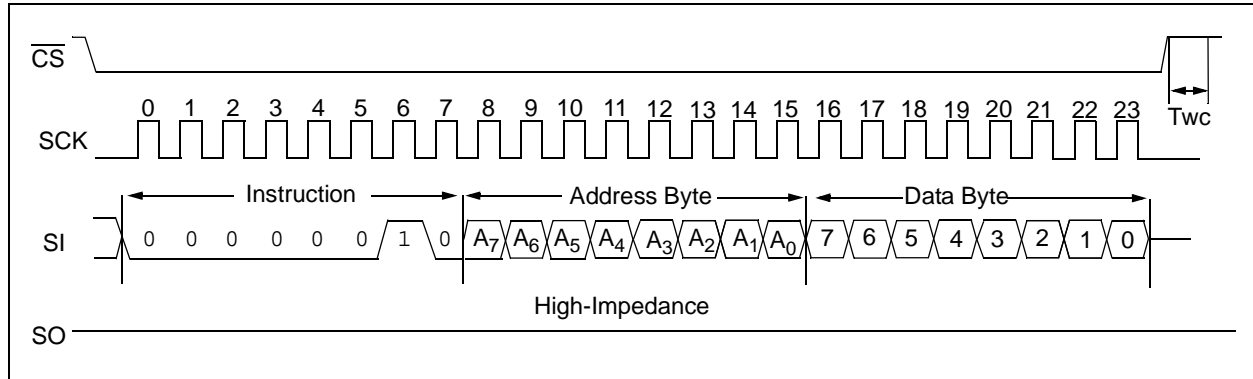 CS
0 1 2 3 4 5 6 7 8 9 10 11 12 13 14 15 16 17 18 19 20 21 22 23
Twc
SCK
Instruction Address Byte Data Byte
SI 0 0 0 0 0 0 1 0 A7 A6 A5 A4 A3 A2 A1 A0 7 6 5 4 3 2 1 0
High-Impedance
SO